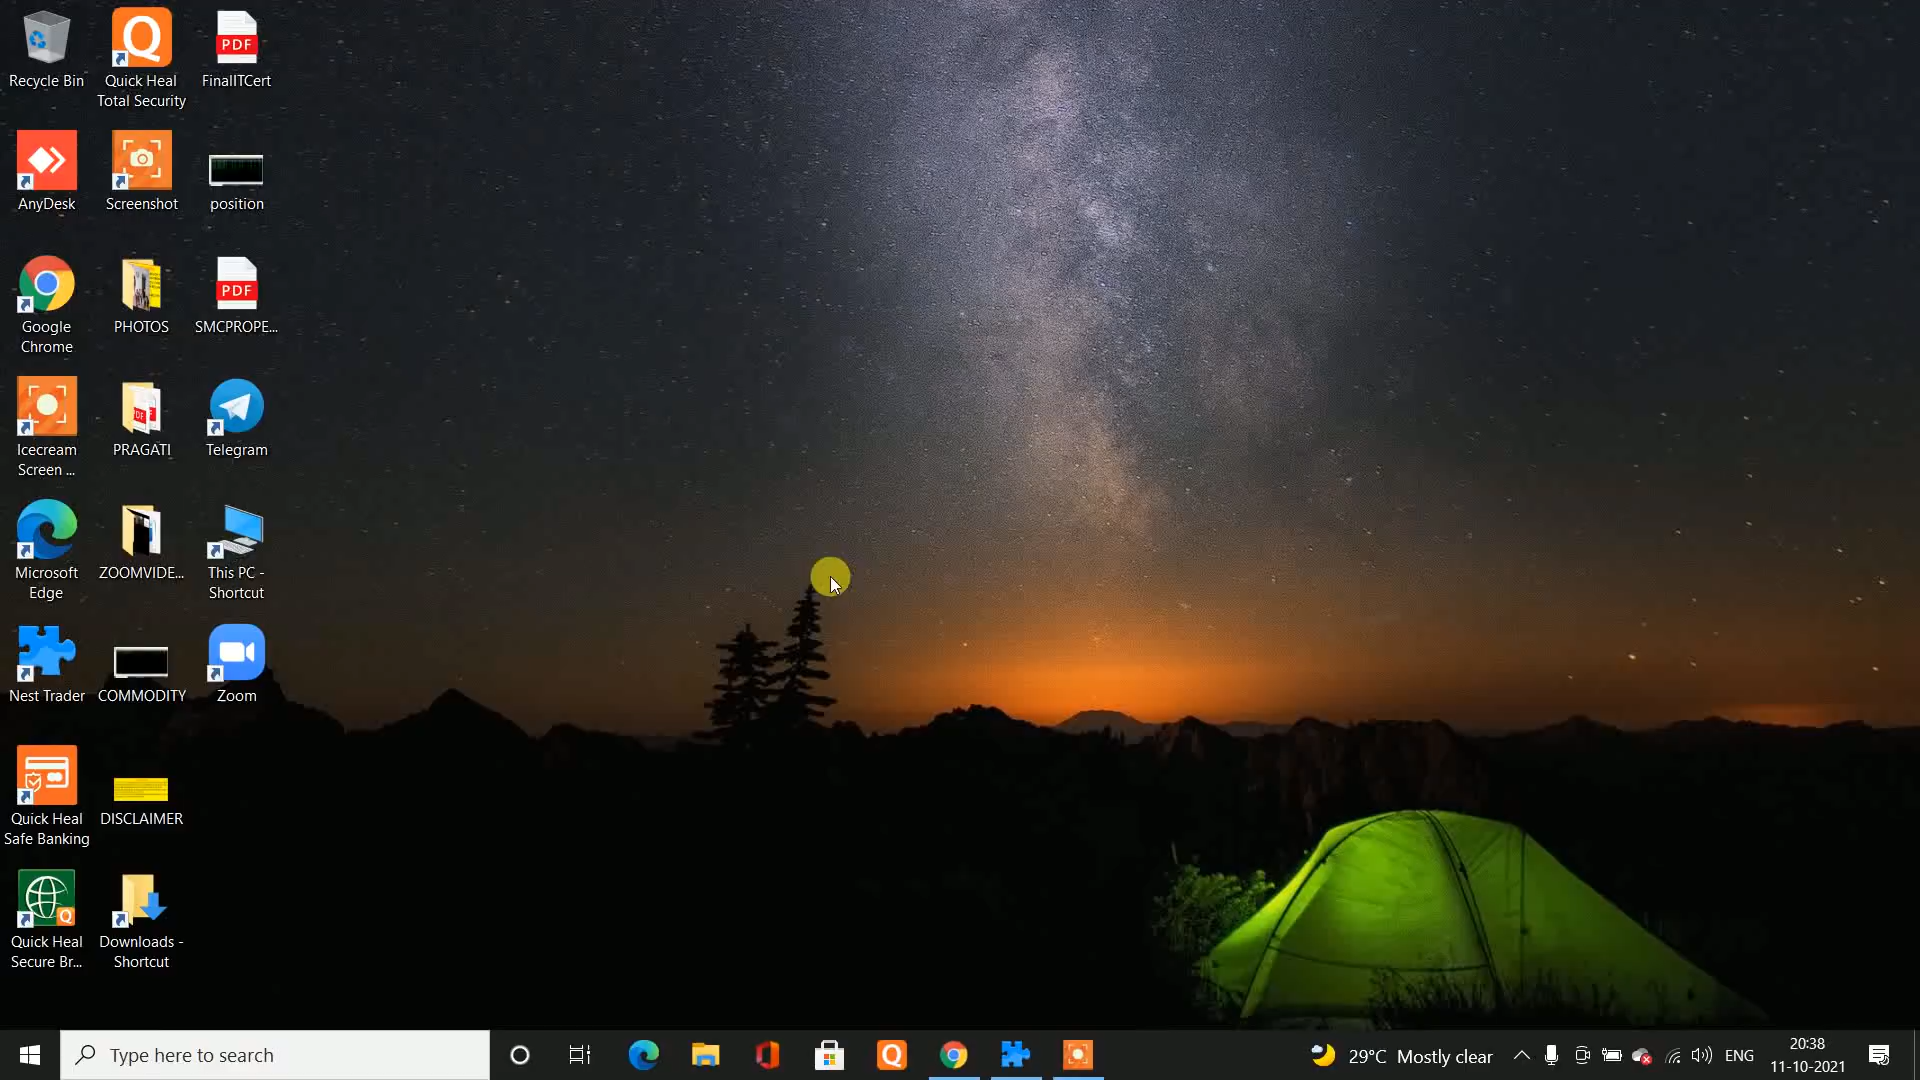 Recycle Bin
Quick Heal
Total Security
PDF
FinalITCert
AnyDesk
Screenshot
position
Google
Chrome
PHOTOS
PDF
SMCPROPE...
Icecream
Screen ...
PRAGATI
Telegram
Microsoft
Edge
ZOOMVIDE...
This PC -
Shortcut
Nest Trader
COMMODITY
Zoom
Quick Heal
Safe Banking
DISCLAIMER
Quick Heal
Secure Br...
Downloads -
Shortcut
Type here to search
29°C Mostly clear
ENG
20:38
11-10-2021